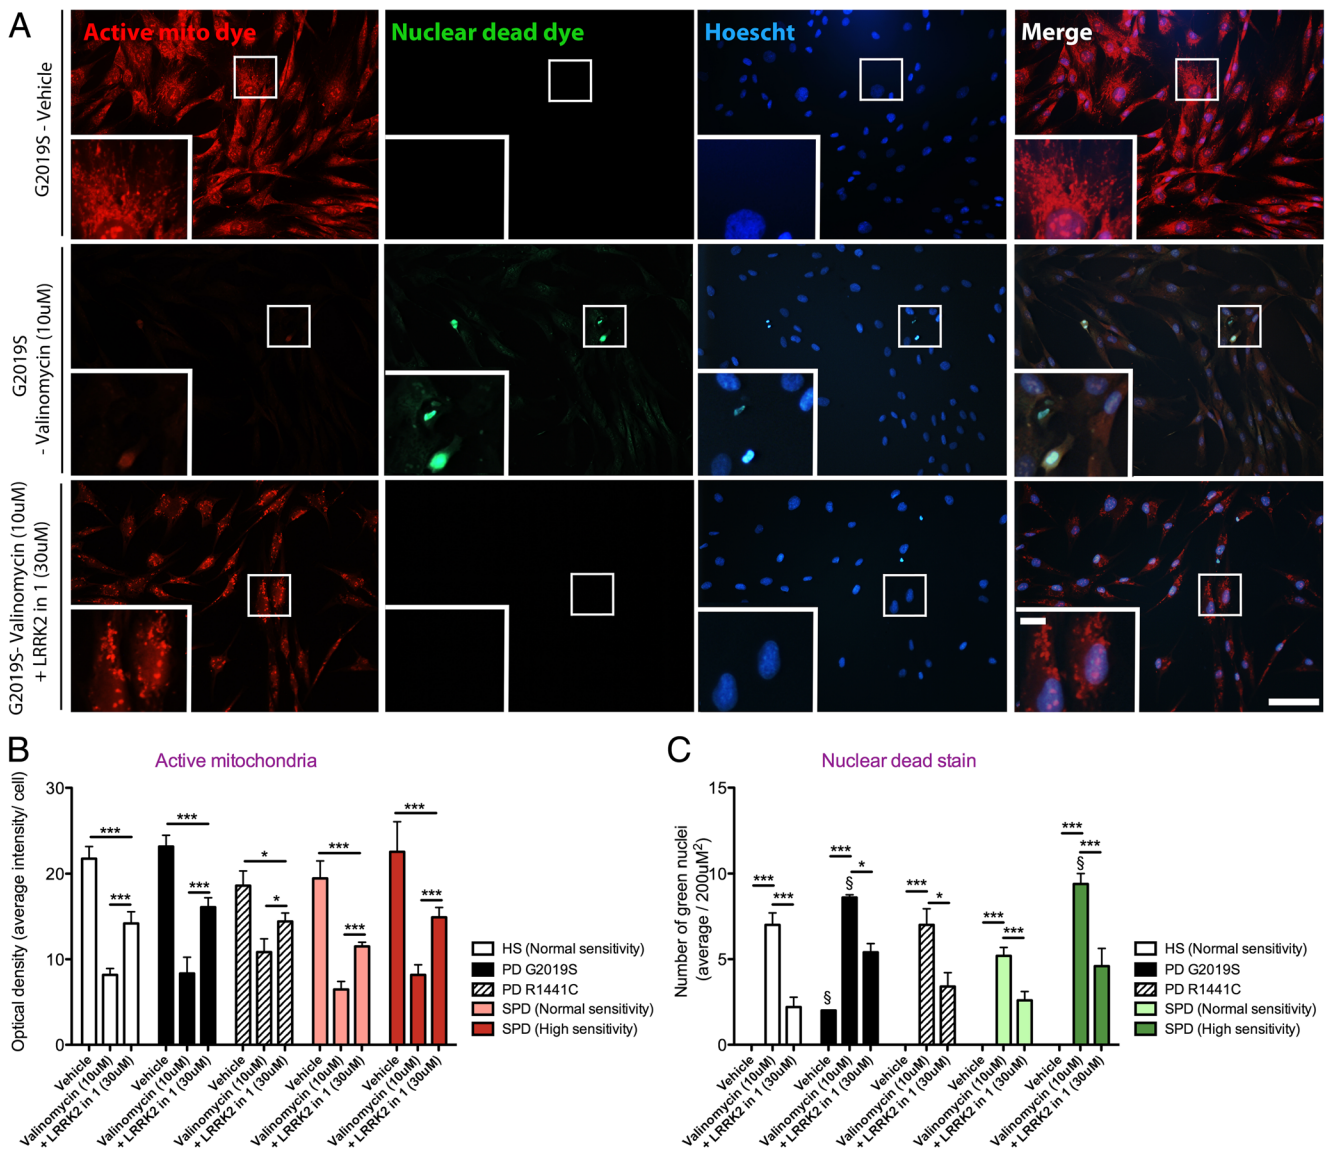 A
Active mito dye
Nuclear dead dye
Hoescht
Merge
G2019S - Vehicle
G2019S
- Valinomycin (10uM)
G2019S- Valinomycin (10uM)
+ LRRK2 in 1 (30uM)
B
Active mitochondria
Optical density (average intensity/ cell)
30
20
10
0
***
***
***
***
*
*
***
***
***
***
Vehicle
Valinomycin (10uM)
+ LRRK2 in 1 (30uM)
Vehicle
Valinomycin (10uM)
+ LRRK2 in 1 (30uM)
Vehicle
Valinomycin (10uM)
+ LRRK2 in 1 (30uM)
Vehicle
Valinomycin (10uM)
+ LRRK2 in 1 (30uM)
Vehicle
Valinomycin (10uM)
+ LRRK2 in 1 (30uM)
HS (Normal sensitivity)
PD G2019S
PD R1441C
SPD (Normal sensitivity)
SPD (High sensitivity)
C
Nuclear dead stain
Number of green nuclei
(average / 200uM²)
15
10
5
0
***
***
§
***
§
*
***
*
***
***
***
***
§
Vehicle
Valinomycin (10uM)
+ LRRK2 in 1 (30uM)
Vehicle
Valinomycin (10uM)
+ LRRK2 in 1 (30uM)
Vehicle
Valinomycin (10uM)
+ LRRK2 in 1 (30uM)
Vehicle
Valinomycin (10uM)
+ LRRK2 in 1 (30uM)
Vehicle
Valinomycin (10uM)
+ LRRK2 in 1 (30uM)
HS (Normal sensitivity)
PD G2019S
PD R1441C
SPD (Normal sensitivity)
SPD (High sensitivity)